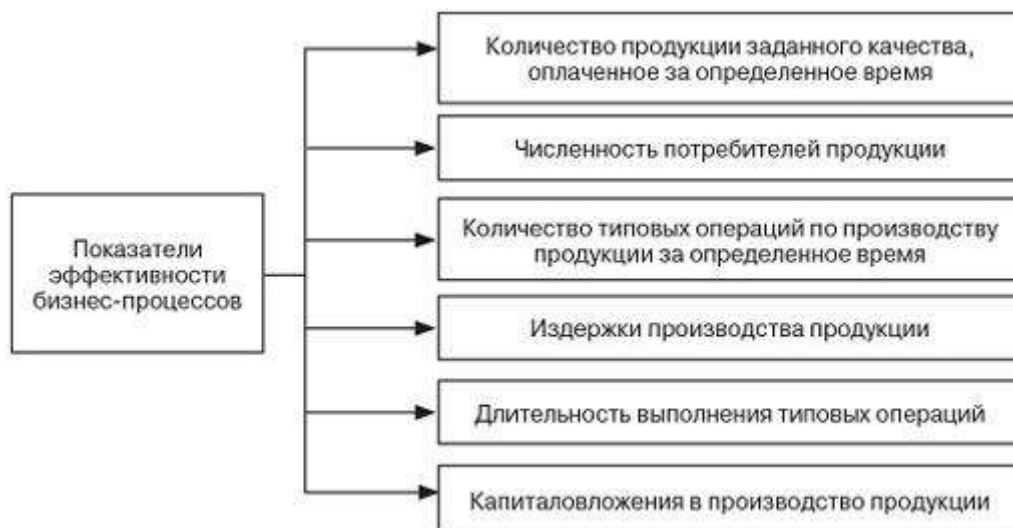 Показатели
эффективности
бизнес-процессов
Количество продукции заданного качества,
оплаченное за определенное время
Численность потребителей продукции
Количество типовых операций по производству
продукции за определенное время
Издержки производства продукции
Длительность выполнения типовых операций
Капиталовложения в производство продукции